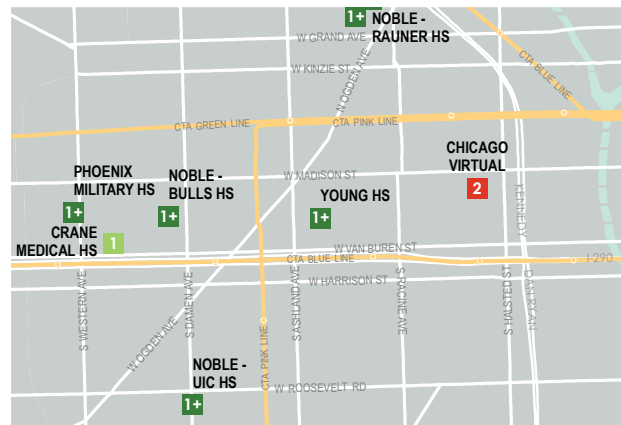 1+
NOBLE -
RAUNER HS
W GRAND AVE
W KINZIE ST
N OGDEN AVE
CTA BLUE LINE
CTA GREEN LINE
CTA PINK LINE
CHICAGO
VIRTUAL
2
PHOENIX
MILITARY HS
1+
NOBLE -
BULLS HS
1+
W MADISON ST
YOUNG HS
1+
KENNEDY
CRANE
MEDICAL HS
1
W VAN BUREN ST
CTA BLUE LINE
I-290
W HARRISON ST
S WESTERN AVE
S DAMEN AVE
S ASHLAND AVE
S RACINE AVE
S HALSTED ST
DAN RYAN
W OGDEN AVE
CTA PINK LINE
NOBLE -
UIC HS
1+
W ROOSEVELT RD